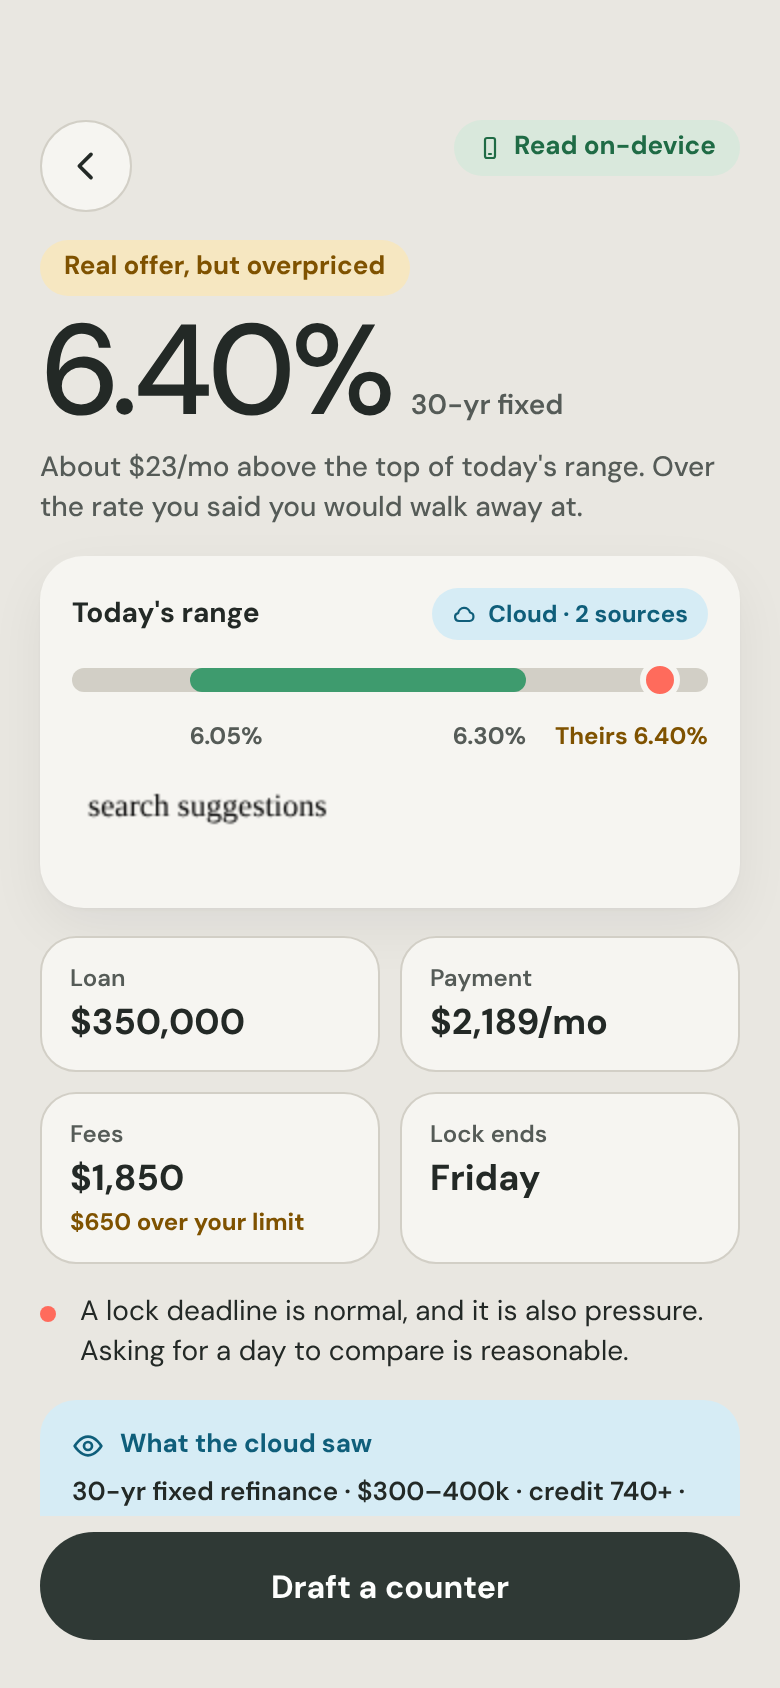 Read on-device
Real offer, but overpriced
6.40% 30-yr fixed
About $23/mo above the top of today's range. Over
the rate you said you would walk away at.
Today's range
Cloud · 2 sources
6.05% 6.30% Theirs 6.40%
search suggestions
Loan
$350,000
Payment
$2,189/mo
Fees
$1,850
$650 over your limit
Lock ends
Friday
A lock deadline is normal, and it is also pressure.
Asking for a day to compare is reasonable.
What the cloud saw
30-yr fixed refinance · $300–400k · credit 740+ ·
Draft a counter